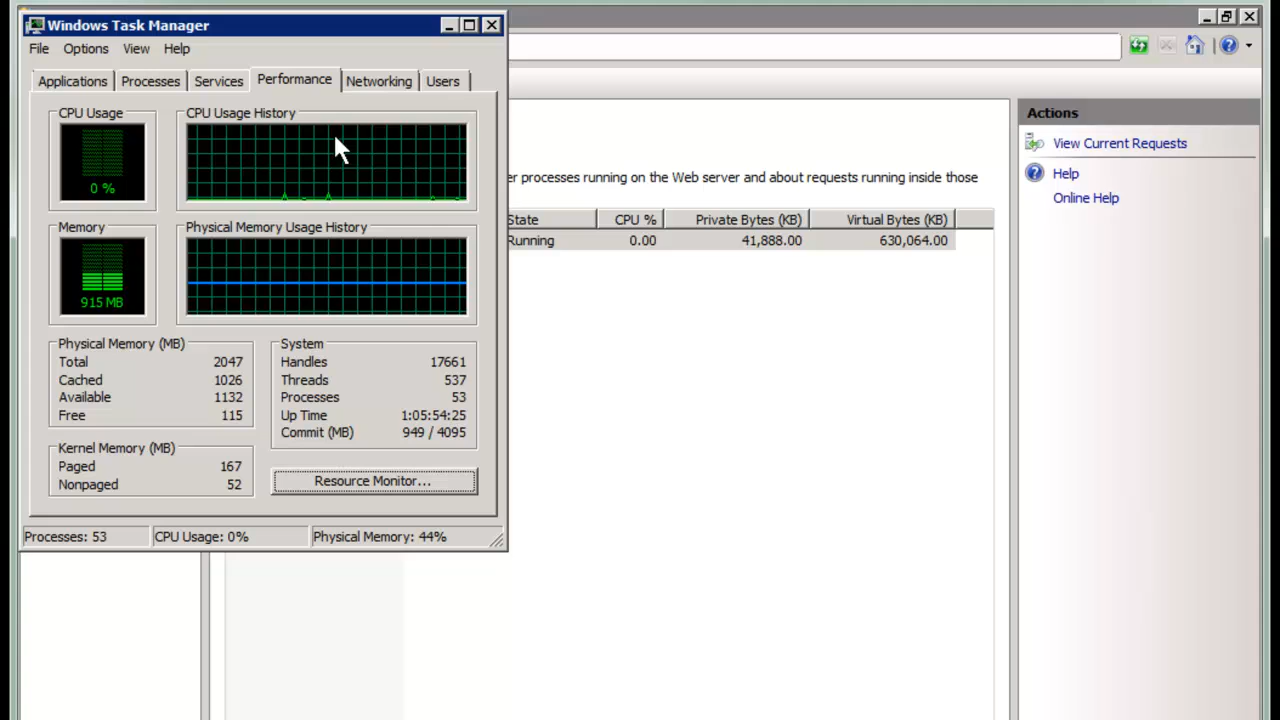 Windows Task Manager
File Options View Help
Applications Processes Services Performance Networking Users
CPU Usage
0 %
CPU Usage History
Memory
915 MB
Physical Memory Usage History
Physical Memory (MB)
Total 2047
Cached 1026
Available 1132
Free 115
System
Handles 17661
Threads 537
Processes 53
Up Time 1:05:54:25
Commit (MB) 949 / 4095
Kernel Memory (MB)
Paged 167
Nonpaged 52
Resource Monitor...
Processes: 53 CPU Usage: 0% Physical Memory: 44%
er processes running on the Web server and about requests running inside those
State CPU % Private Bytes (KB) Virtual Bytes (KB)
Running 0.00 41,888.00 630,064.00
Actions
View Current Requests
Help
Online Help